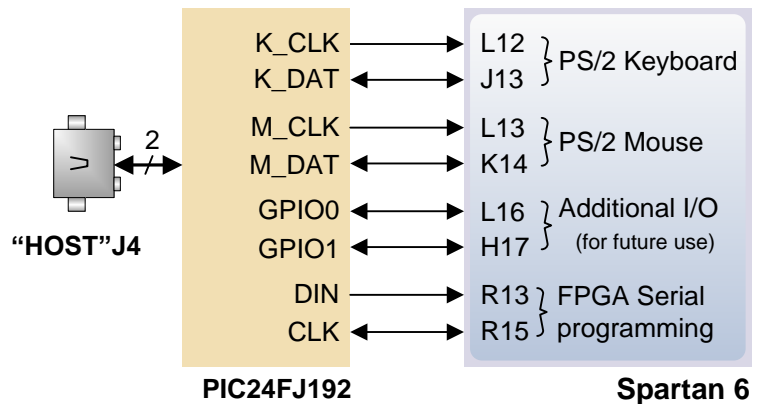 K_CLK L12
K_DAT J13
PS/2 Keyboard
2
M_CLK L13
M_DAT K14
PS/2 Mouse
GPIO0 L16
GPIO1 H17
Additional I/O
(for future use)
“HOST”J4
DIN R13
CLK R15
FPGA Serial
programming
PIC24FJ192
Spartan 6